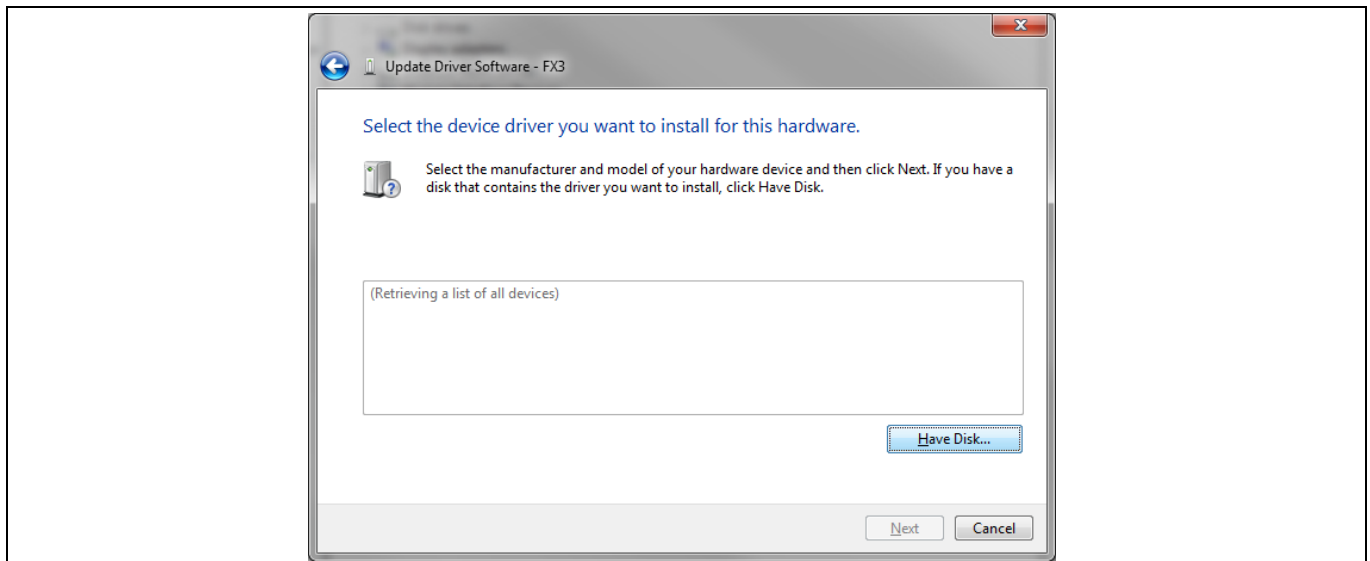 Update Driver Software - FX3
Select the device driver you want to install for this hardware.
Select the manufacturer and model of your hardware device and then click Next. If you have a
disk that contains the driver you want to install, click Have Disk.
(Retrieving a list of all devices)
Have Disk...
Next
Cancel